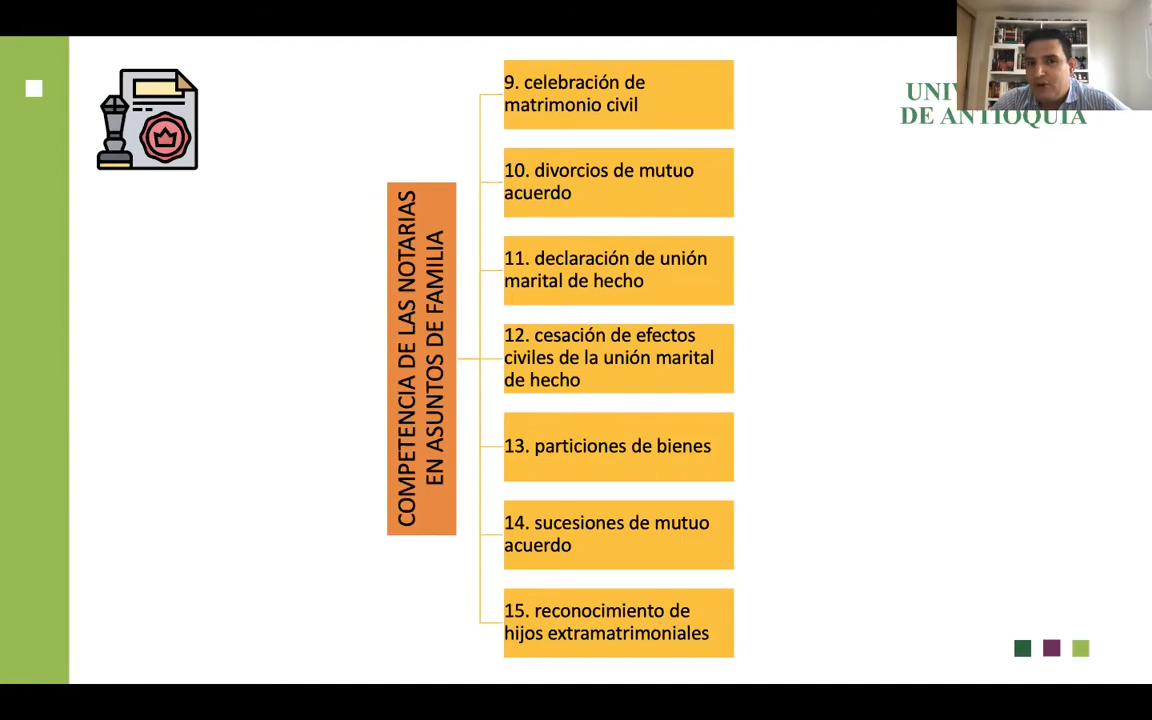 9. celebración de
matrimonio civil
10. divorcios de mutuo
acuerdo
11. declaración de unión
marital de hecho
12. cesación de efectos
civiles de la unión marital
de hecho
13. particiones de bienes
14. sucesiones de mutuo
acuerdo
15. reconocimiento de
hijos extramatrimoniales
COMPETENCIA DE LAS NOTARIAS
EN ASUNTOS DE FAMILIA
DE ANTIOQUIA